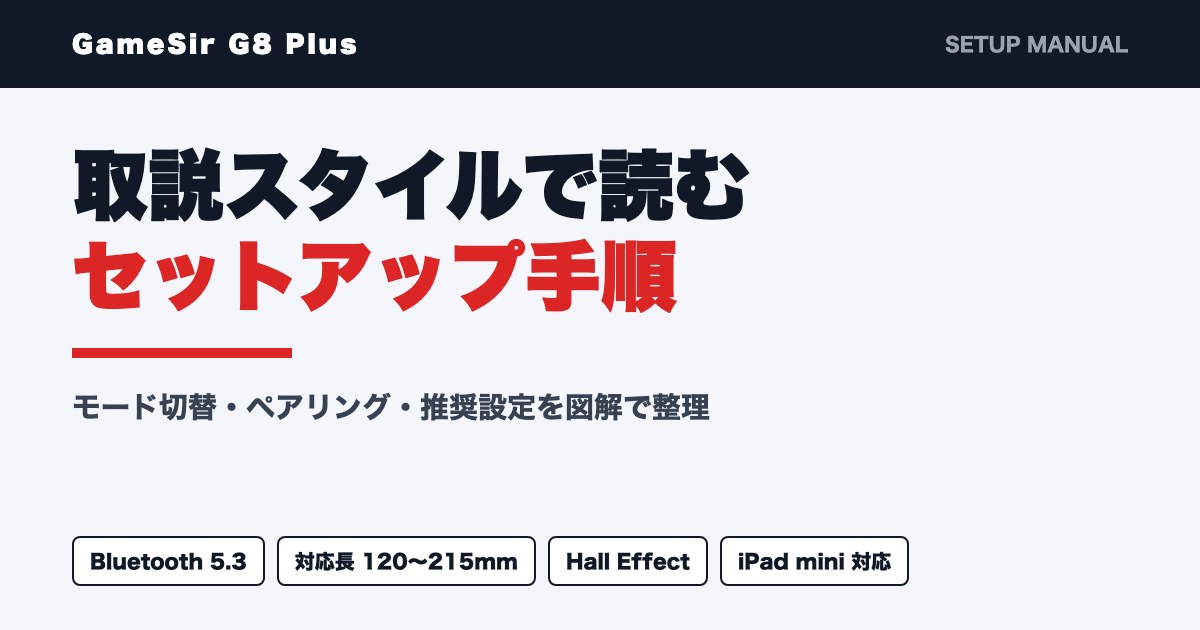 GameSir G8 Plus
SETUP MANUAL
取説スタイルで読む
セットアップ手順
モード切替・ペアリング・推奨設定を図解で整理
Bluetooth 5.3
対応長 120〜215mm
Hall Effect
iPad mini 対応